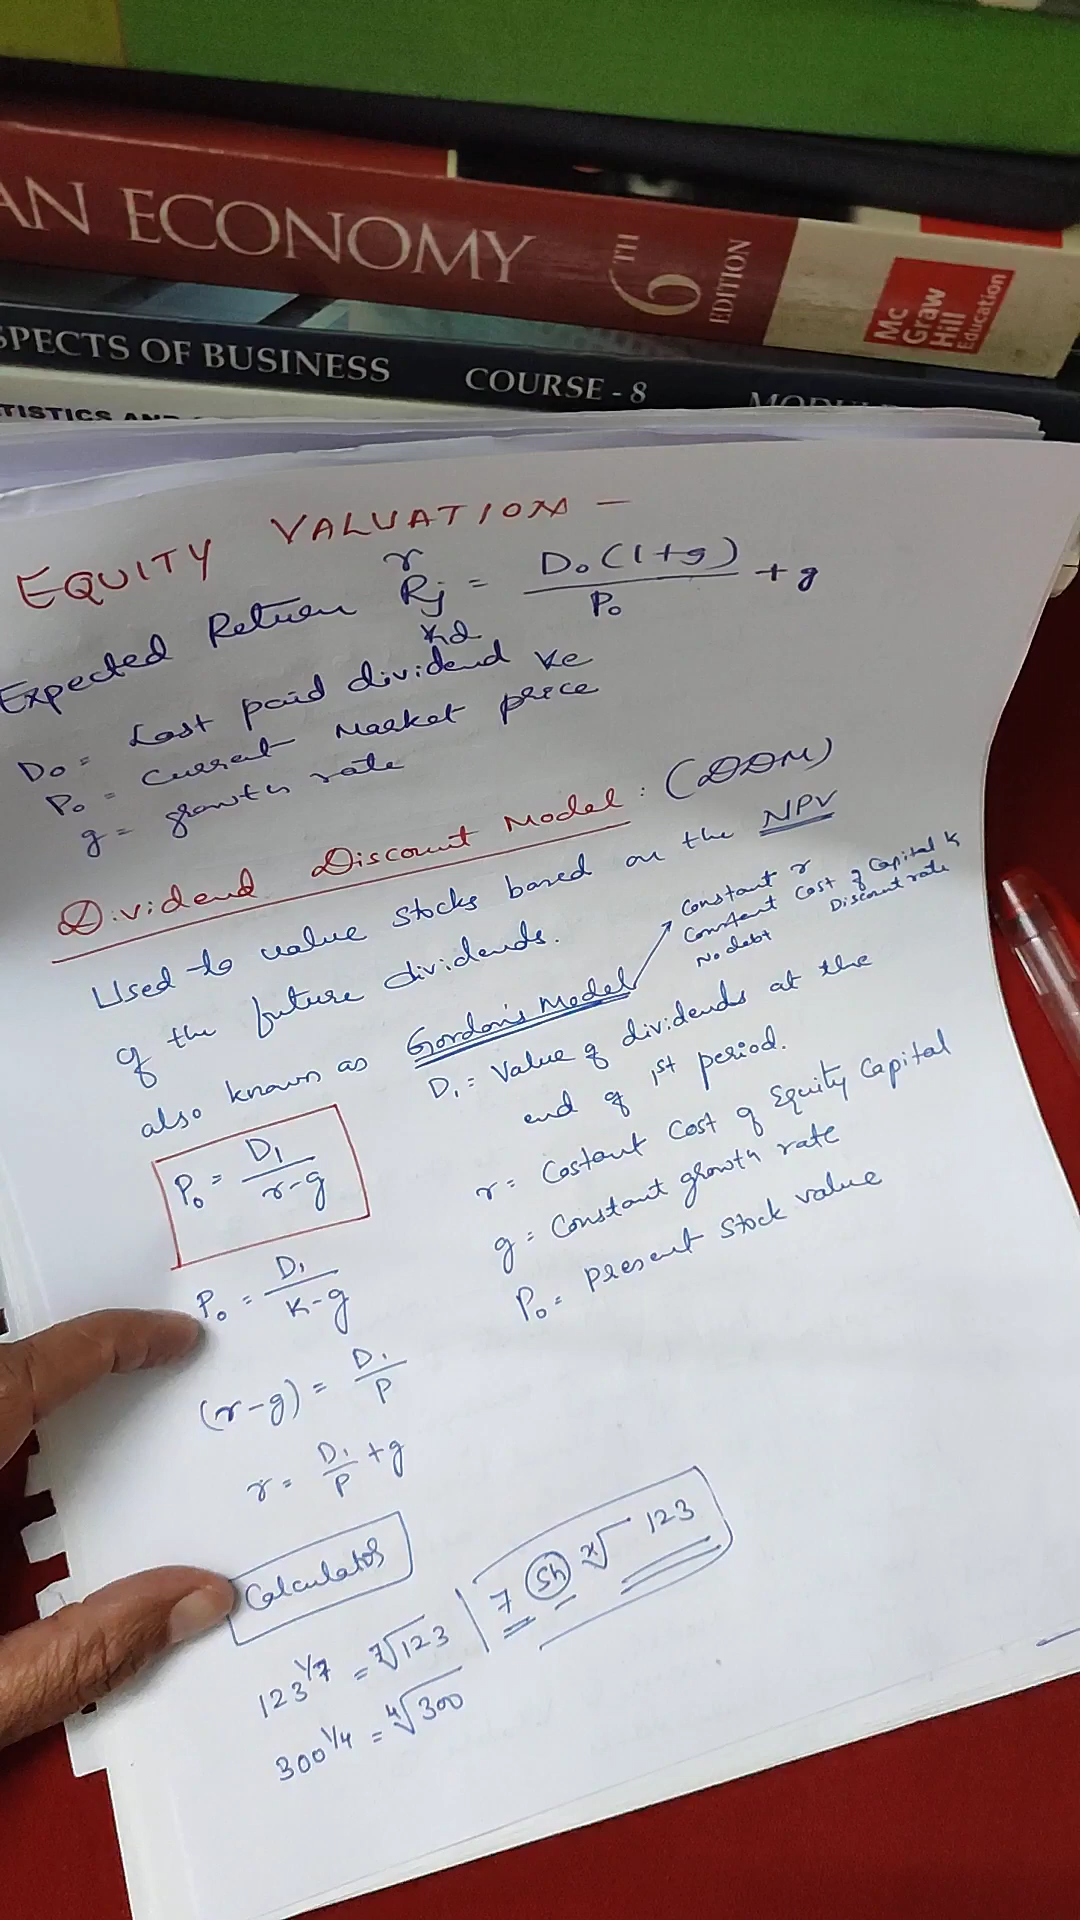 AN ECONOMY 6TH EDITION
Mc Graw Hill Education
SPECTS OF BUSINESS COURSE - 8
TISTICS AND
EQUITY VALUATION —
r
Expected Return Rj = D₀(1+g)/P₀ + g
kd
D₀ = Last paid dividend ke
P₀ = Current Market price
g = growth rate
Dividend Discount Model : (DDM)
Used to value stocks based on the NPV
of the future dividends.
also known as Gordon's Model
Constant r
Constant Cost of Capital k
Discount rate
No debt
P₀ = D₁/r-g
D₁ = Value of dividends at the
end of 1st period.
r = Costant Cost of Equity Capital
g = Constant growth rate
P₀ = present stock value
P₀ = D₁/K-g
(r-g) = D₁/P
r = D₁/P + g
Calculator
123^1/7 = ⁷√123
7 Sh ˣ√ 123
300^1/4 = ⁴√300